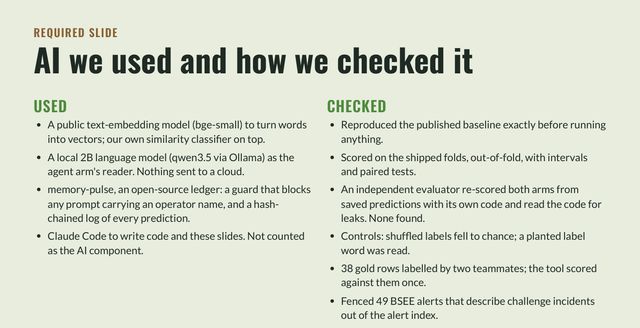 REQUIRED SLIDE
AI we used and how we checked it
USED
• A public text-embedding model (bge-small) to turn words
into vectors; our own similarity classifier on top.
• A local 2B language model (qwen3.5 via Ollama) as the
agent arm's reader. Nothing sent to a cloud.
• memory-pulse, an open-source ledger: a guard that blocks
any prompt carrying an operator name, and a hash-
chained log of every prediction.
• Claude Code to write code and these slides. Not counted
as the AI component.
CHECKED
• Reproduced the published baseline exactly before running
anything.
• Scored on the shipped folds, out-of-fold, with intervals
and paired tests.
• An independent evaluator re-scored both arms from
saved predictions with its own code and read the code for
leaks. None found.
• Controls: shuffled labels fell to chance; a planted label
word was read.
• 38 gold rows labelled by two teammates; the tool scored
against them once.
• Fenced 49 BSEE alerts that describe challenge incidents
out of the alert index.